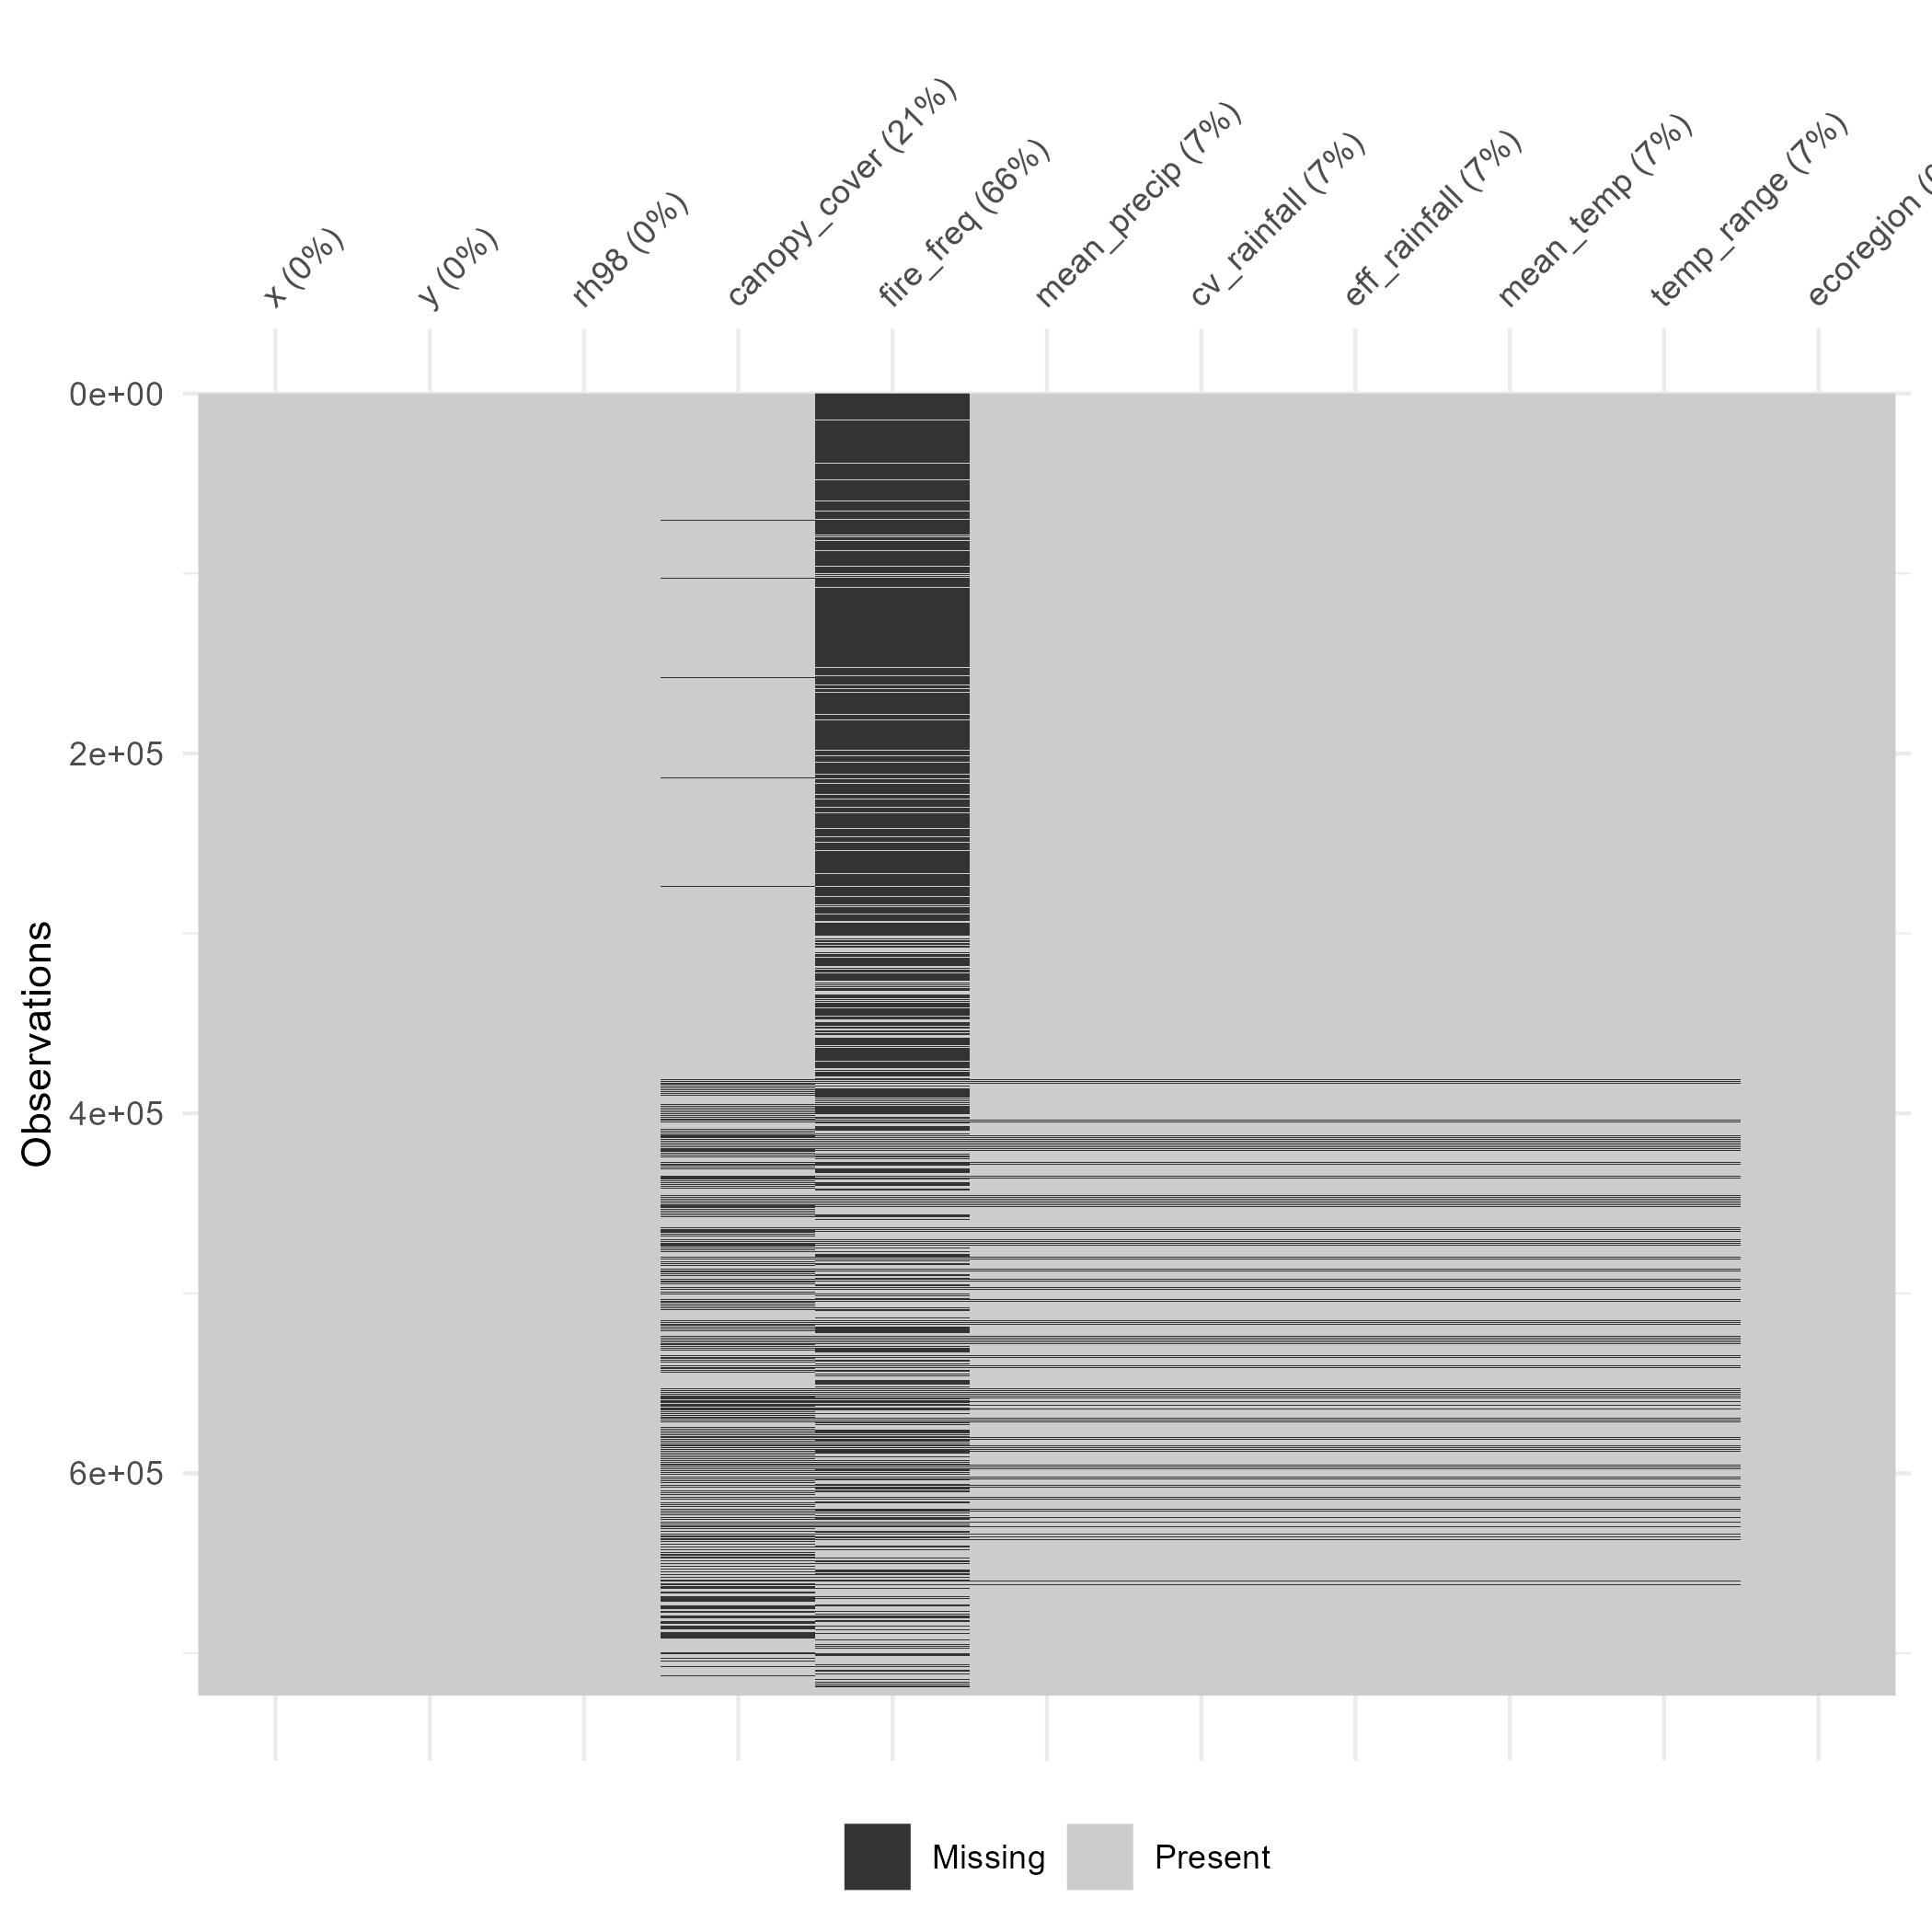 x (0%)
y (0%)
rh98 (0%)
canopy_cover (21%)
fire_freq (66%)
mean_precip (7%)
cv_rainfall (7%)
eff_rainfall (7%)
mean_temp (7%)
temp_range (7%)
ecoregion
0e+00
2e+05
4e+05
6e+05
Observations
Missing
Present